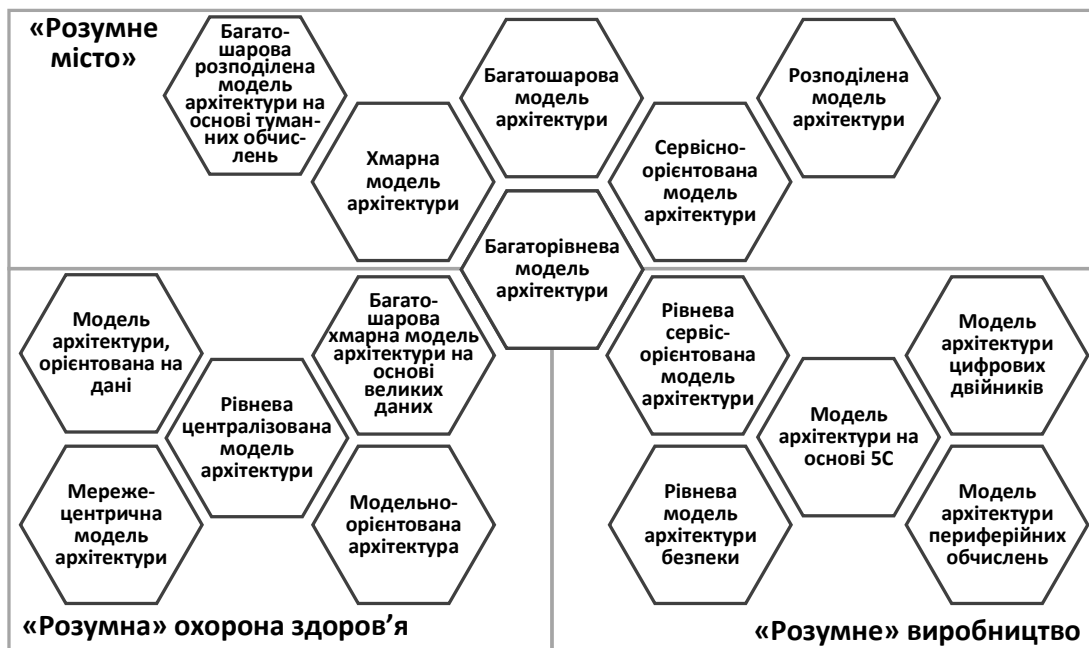 «Розумне
місто»
Багато-
шарова
розподілена
модель
архітектури на
основі туман-
них обчис-
лень
Хмарна
модель
архітектури
Багатошарова
модель
архітектури
Сервісно-
орієнтована
модель
архітектури
Розподілена
модель
архітектури
Багаторівнева
модель
архітектури
Модель
архітектури,
орієнтована на
дані
Рівнева
централізована
модель
архітектури
Багато-
шарова
хмарна модель
архітектури на
основі
великих
даних
Мереже-
центрична
модель
архітектури
Модельно-
орієнтована
архітектура
«Розумна» охорона здоров’я
Рівнева
сервіс-
орієнтована
модель
архітектури
Модель
архітектури на
основі 5С
Модель
архітектури
цифрових
двійників
Рівнева
модель
архітектури
безпеки
Модель
архітектури
периферійних
обчислень
«Розумне» виробництво